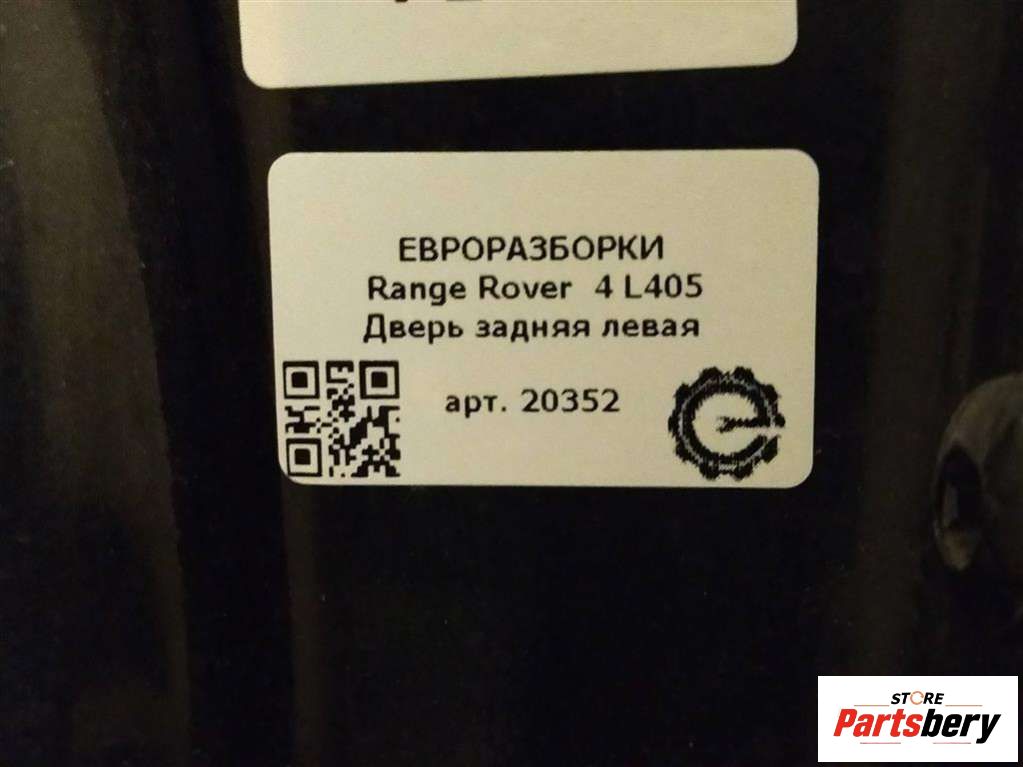 ЕВРОРАЗБОРКИ
Range Rover 4 L405
Дверь задняя левая
арт. 20352
STORE
Partsbery